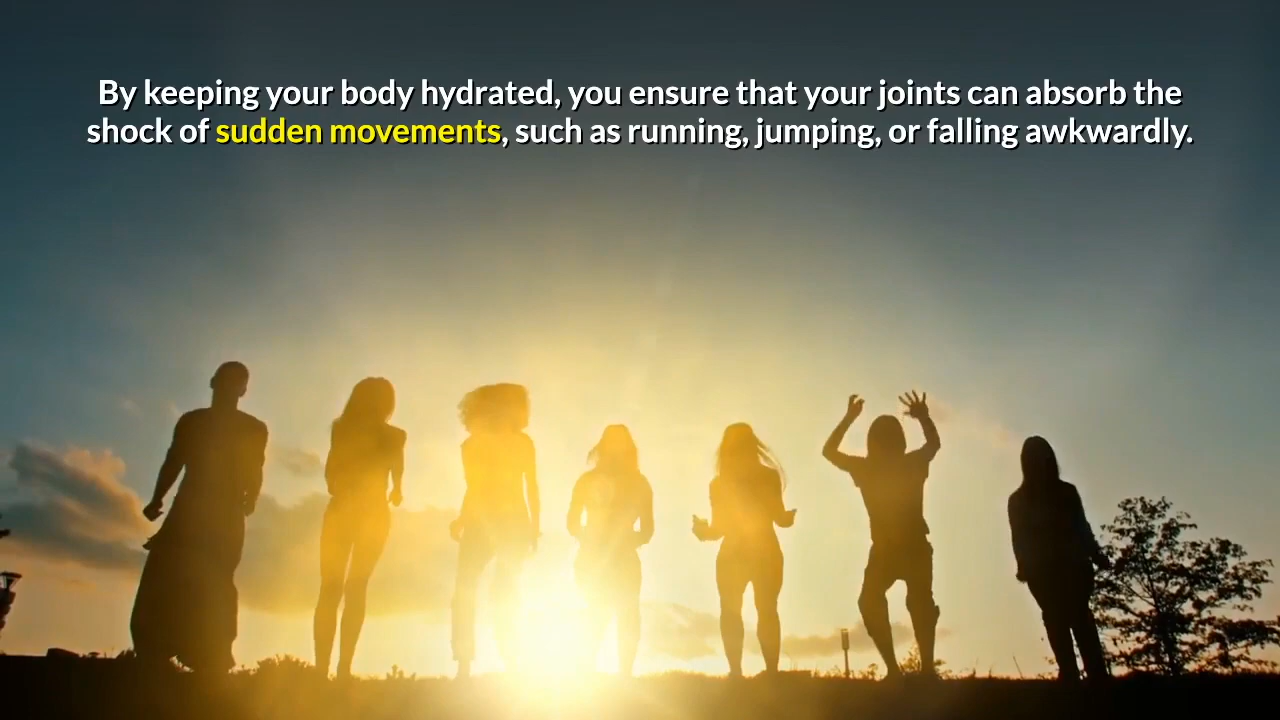 By keeping your body hydrated, you ensure that your joints can absorb the
shock of sudden movements, such as running, jumping, or falling awkwardly.